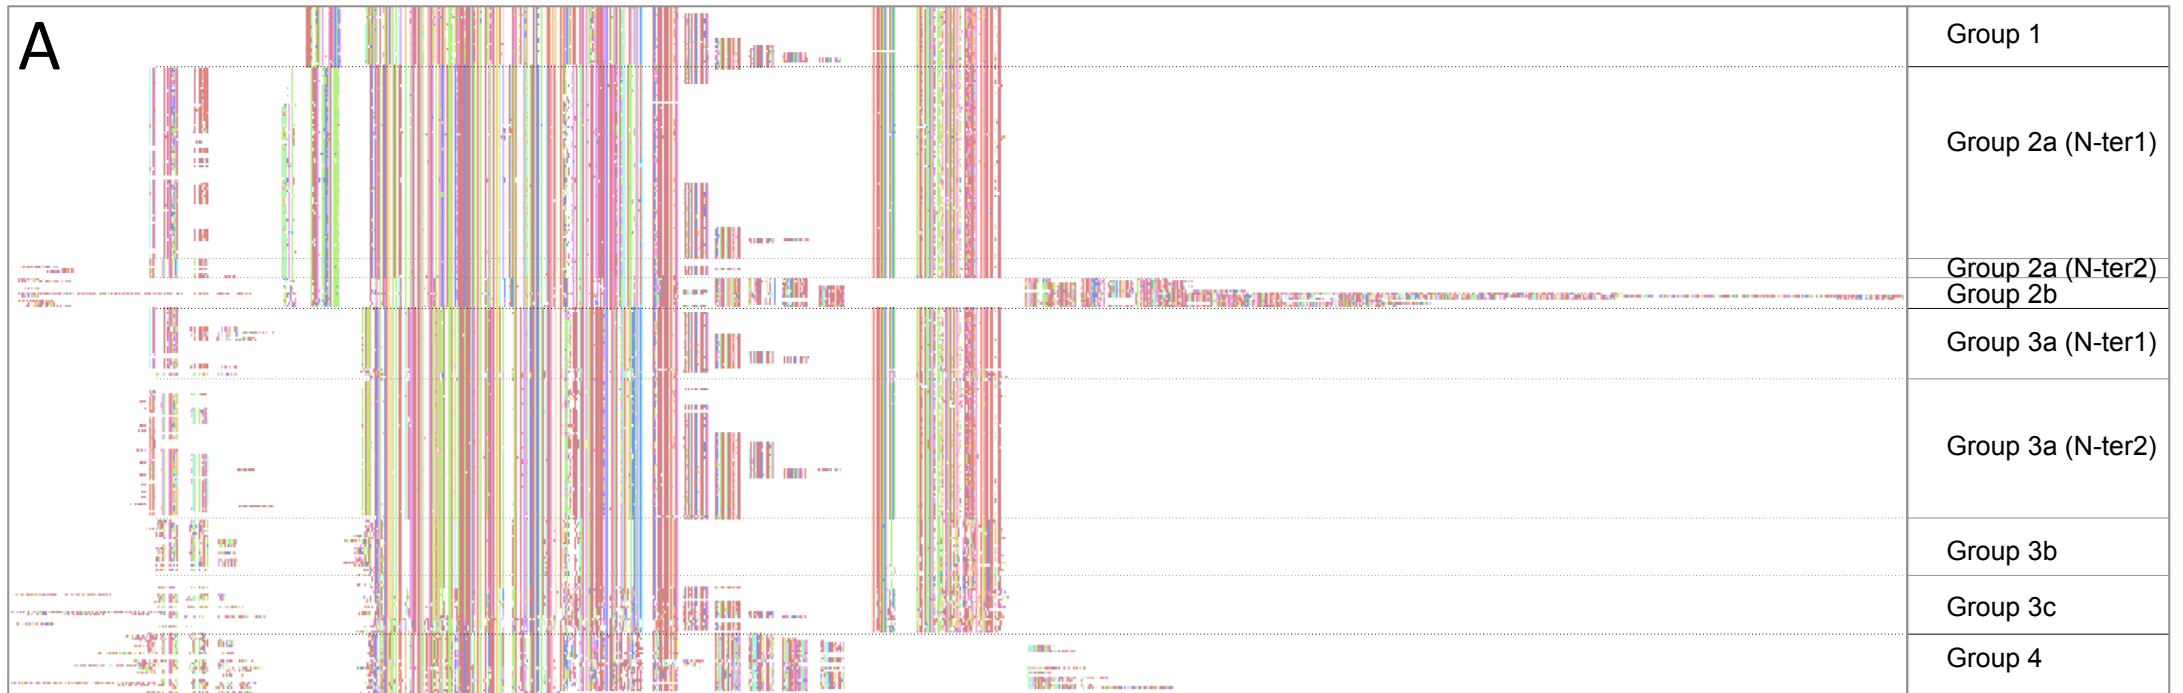 A
Group 1
Group 2a (N-ter1)
Group 2a (N-ter2)
Group 2b
Group 3a (N-ter1)
Group 3a (N-ter2)
Group 3b
Group 3c
Group 4